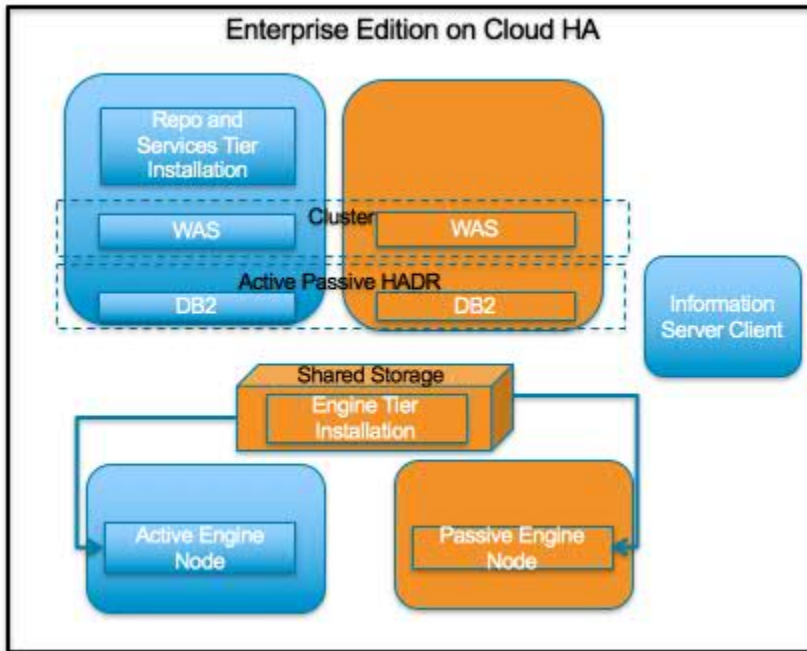 Enterprise Edition on Cloud HA
Repo and
Services Tier
Installation
Cluster
WAS
WAS
Active Passive HADR
DB2
DB2
Information
Server Client
Shared Storage
Engine Tier
Installation
Active Engine
Node
Passive Engine
Node